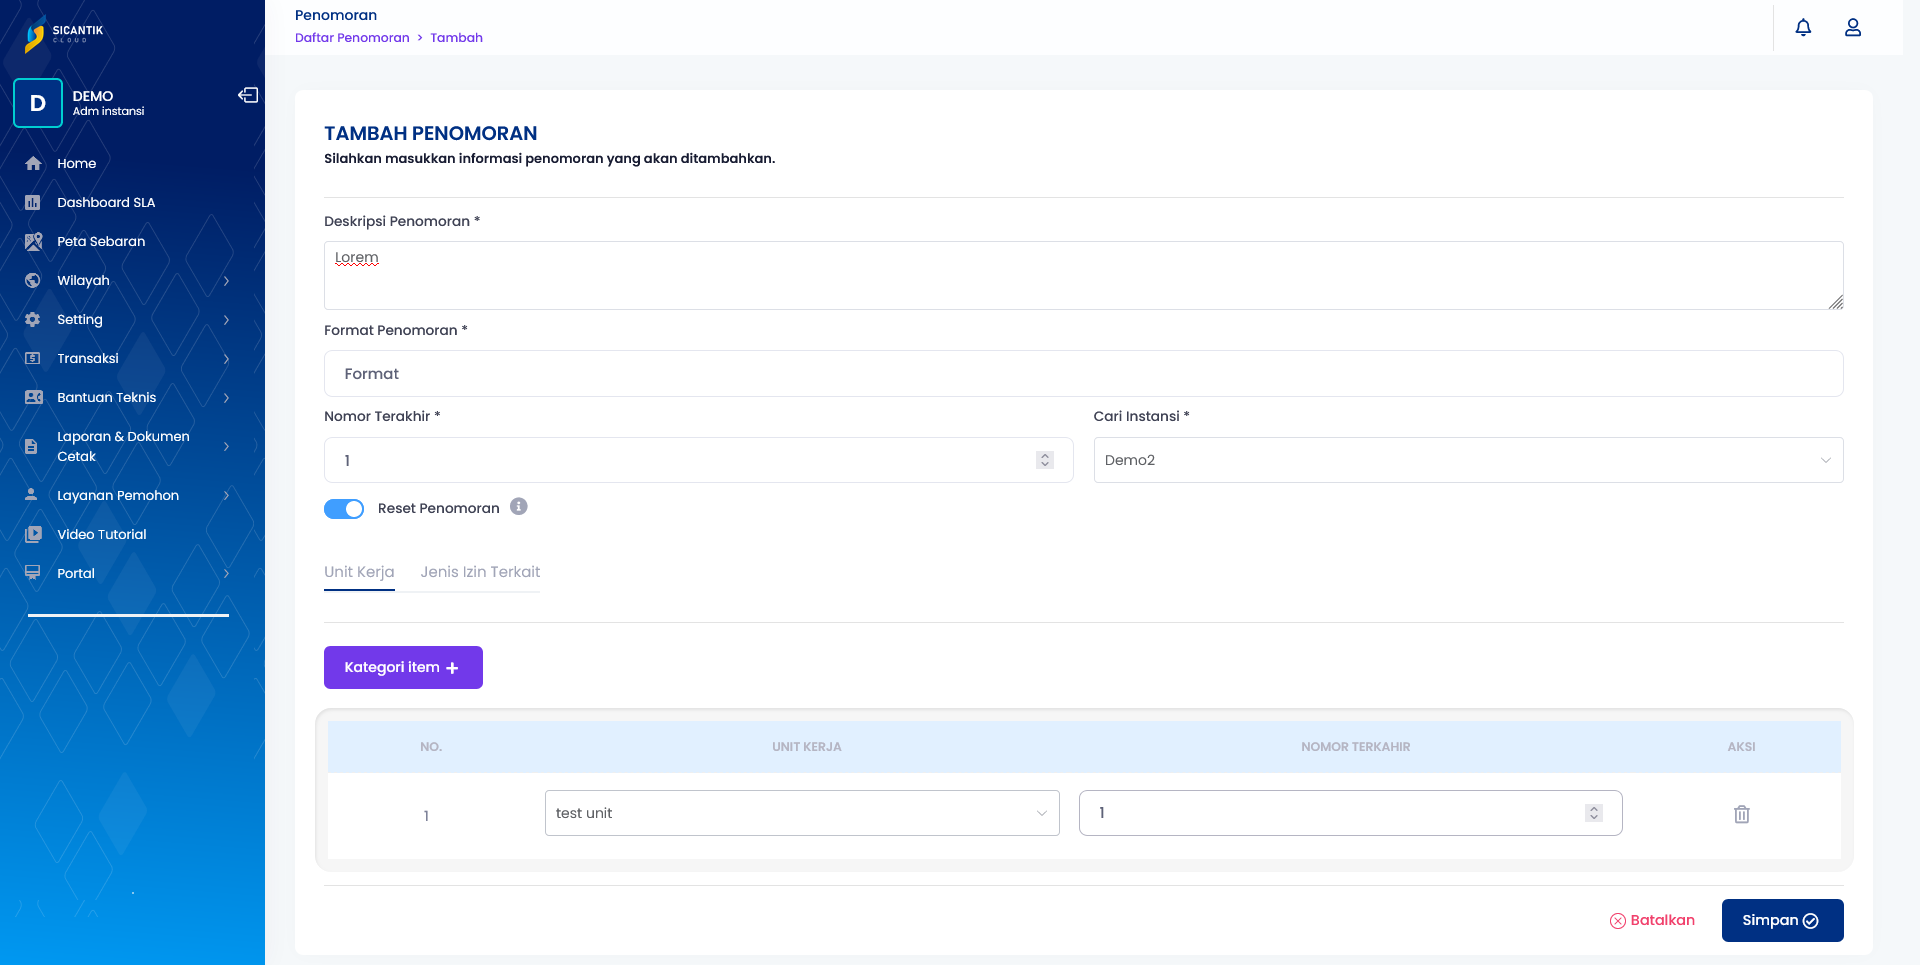 SICANTIK
CLOUD
D
DEMO
Adm instansi
Home
Dashboard SLA
Peta Sebaran
Wilayah
Setting
Transaksi
Bantuan Teknis
Laporan & Dokumen
Cetak
Layanan Pemohon
Video Tutorial
Portal
Penomoran
Daftar Penomoran > Tambah
TAMBAH PENOMORAN
Silahkan masukkan informasi penomoran yang akan ditambahkan.
Deskripsi Penomoran *
Lorem
Format Penomoran *
Format
Nomor Terakhir * Cari Instansi *
1 Demo2
Reset Penomoran
Unit Kerja Jenis Izin Terkait
Kategori item +
NO. UNIT KERJA NOMOR TERKAHIR AKSI
1 test unit 1
Batalkan Simpan